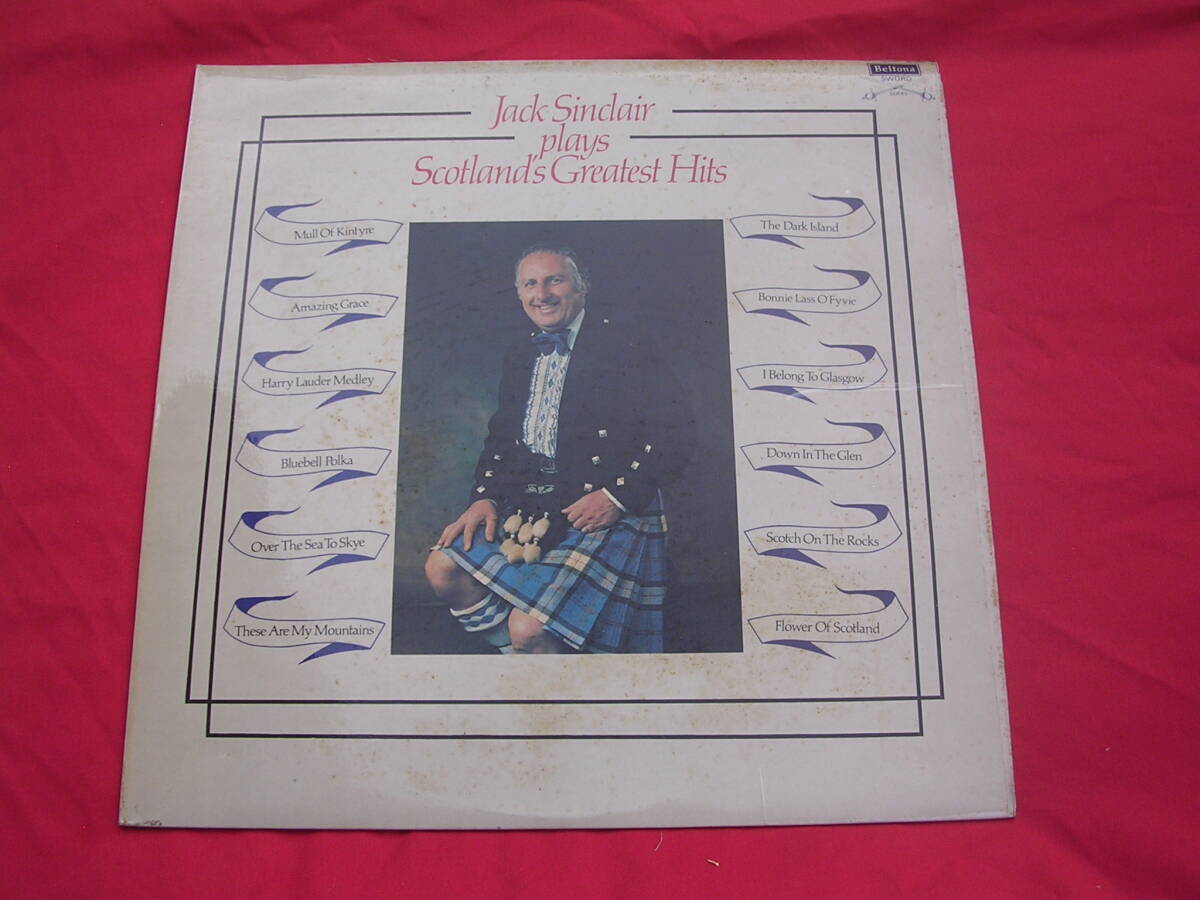 Beltona
SWORD
SERIES
Jack Sinclair
plays
Scotland's Greatest Hits
Mull Of Kintyre
Amazing Grace
Harry Lauder Medley
Bluebell Polka
Over The Sea To Skye
These Are My Mountains
The Dark Island
Bonnie Lass O'Fyvie
I Belong To Glasgow
Down In The Glen
Scotch On The Rocks
Flower Of Scotland